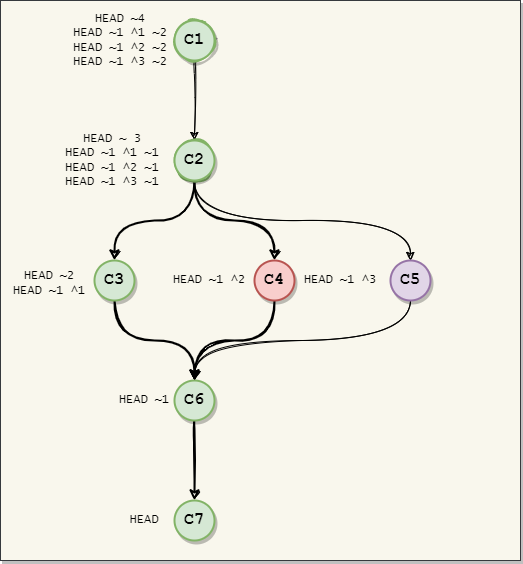 HEAD ~4
HEAD ~1 ^1 ~2
HEAD ~1 ^2 ~2
HEAD ~1 ^3 ~2
C1
HEAD ~ 3
HEAD ~1 ^1 ~1
HEAD ~1 ^2 ~1
HEAD ~1 ^3 ~1
C2
HEAD ~2
HEAD ~1 ^1
C3
HEAD ~1 ^2
C4
HEAD ~1 ^3
C5
HEAD ~1
C6
HEAD
C7